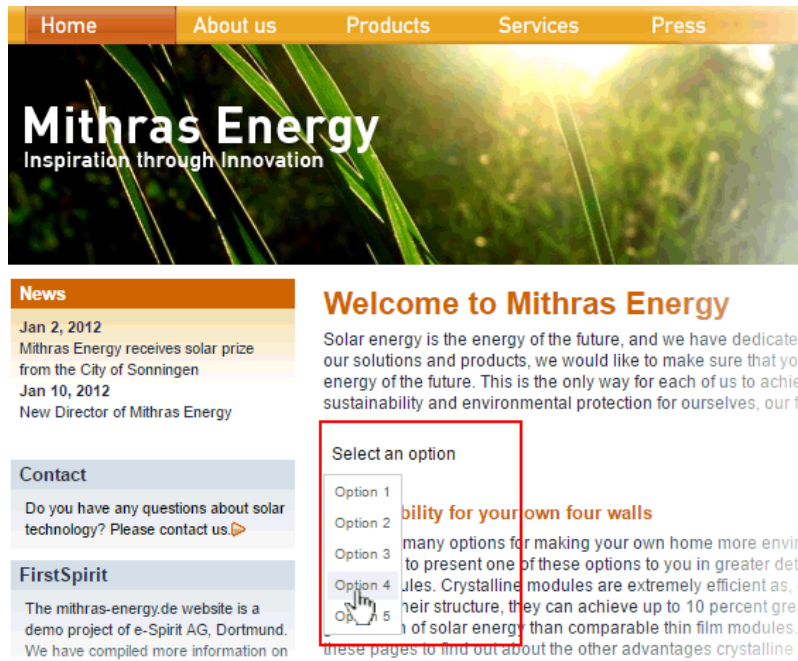 Home About us Products Services Press
Mithras Energy
Inspiration through Innovation
News
Jan 2, 2012
Mithras Energy receives solar prize
from the City of Sonningen
Jan 10, 2012
New Director of Mithras Energy
Contact
Do you have any questions about solar
technology? Please contact us.
FirstSpirit
The mithras-energy.de website is a
demo project of e-Spirit AG, Dortmund.
We have compiled more information on
Welcome to Mithras Energy
Solar energy is the energy of the future, and we have dedicate
our solutions and products, we would like to make sure that yo
energy of the future. This is the only way for each of us to achie
sustainability and environmental protection for ourselves, our f
Select an option
Option 1
Option 2
Option 3
Option 4
Option 5
bility for your own four walls
many options for making your own home more envir
to present one of these options to you in greater det
ules. Crystalline modules are extremely efficient as,
heir structure, they can achieve up to 10 percent gre
n of solar energy than comparable thin film modules.
these pages to find out about the other advantages crystalline